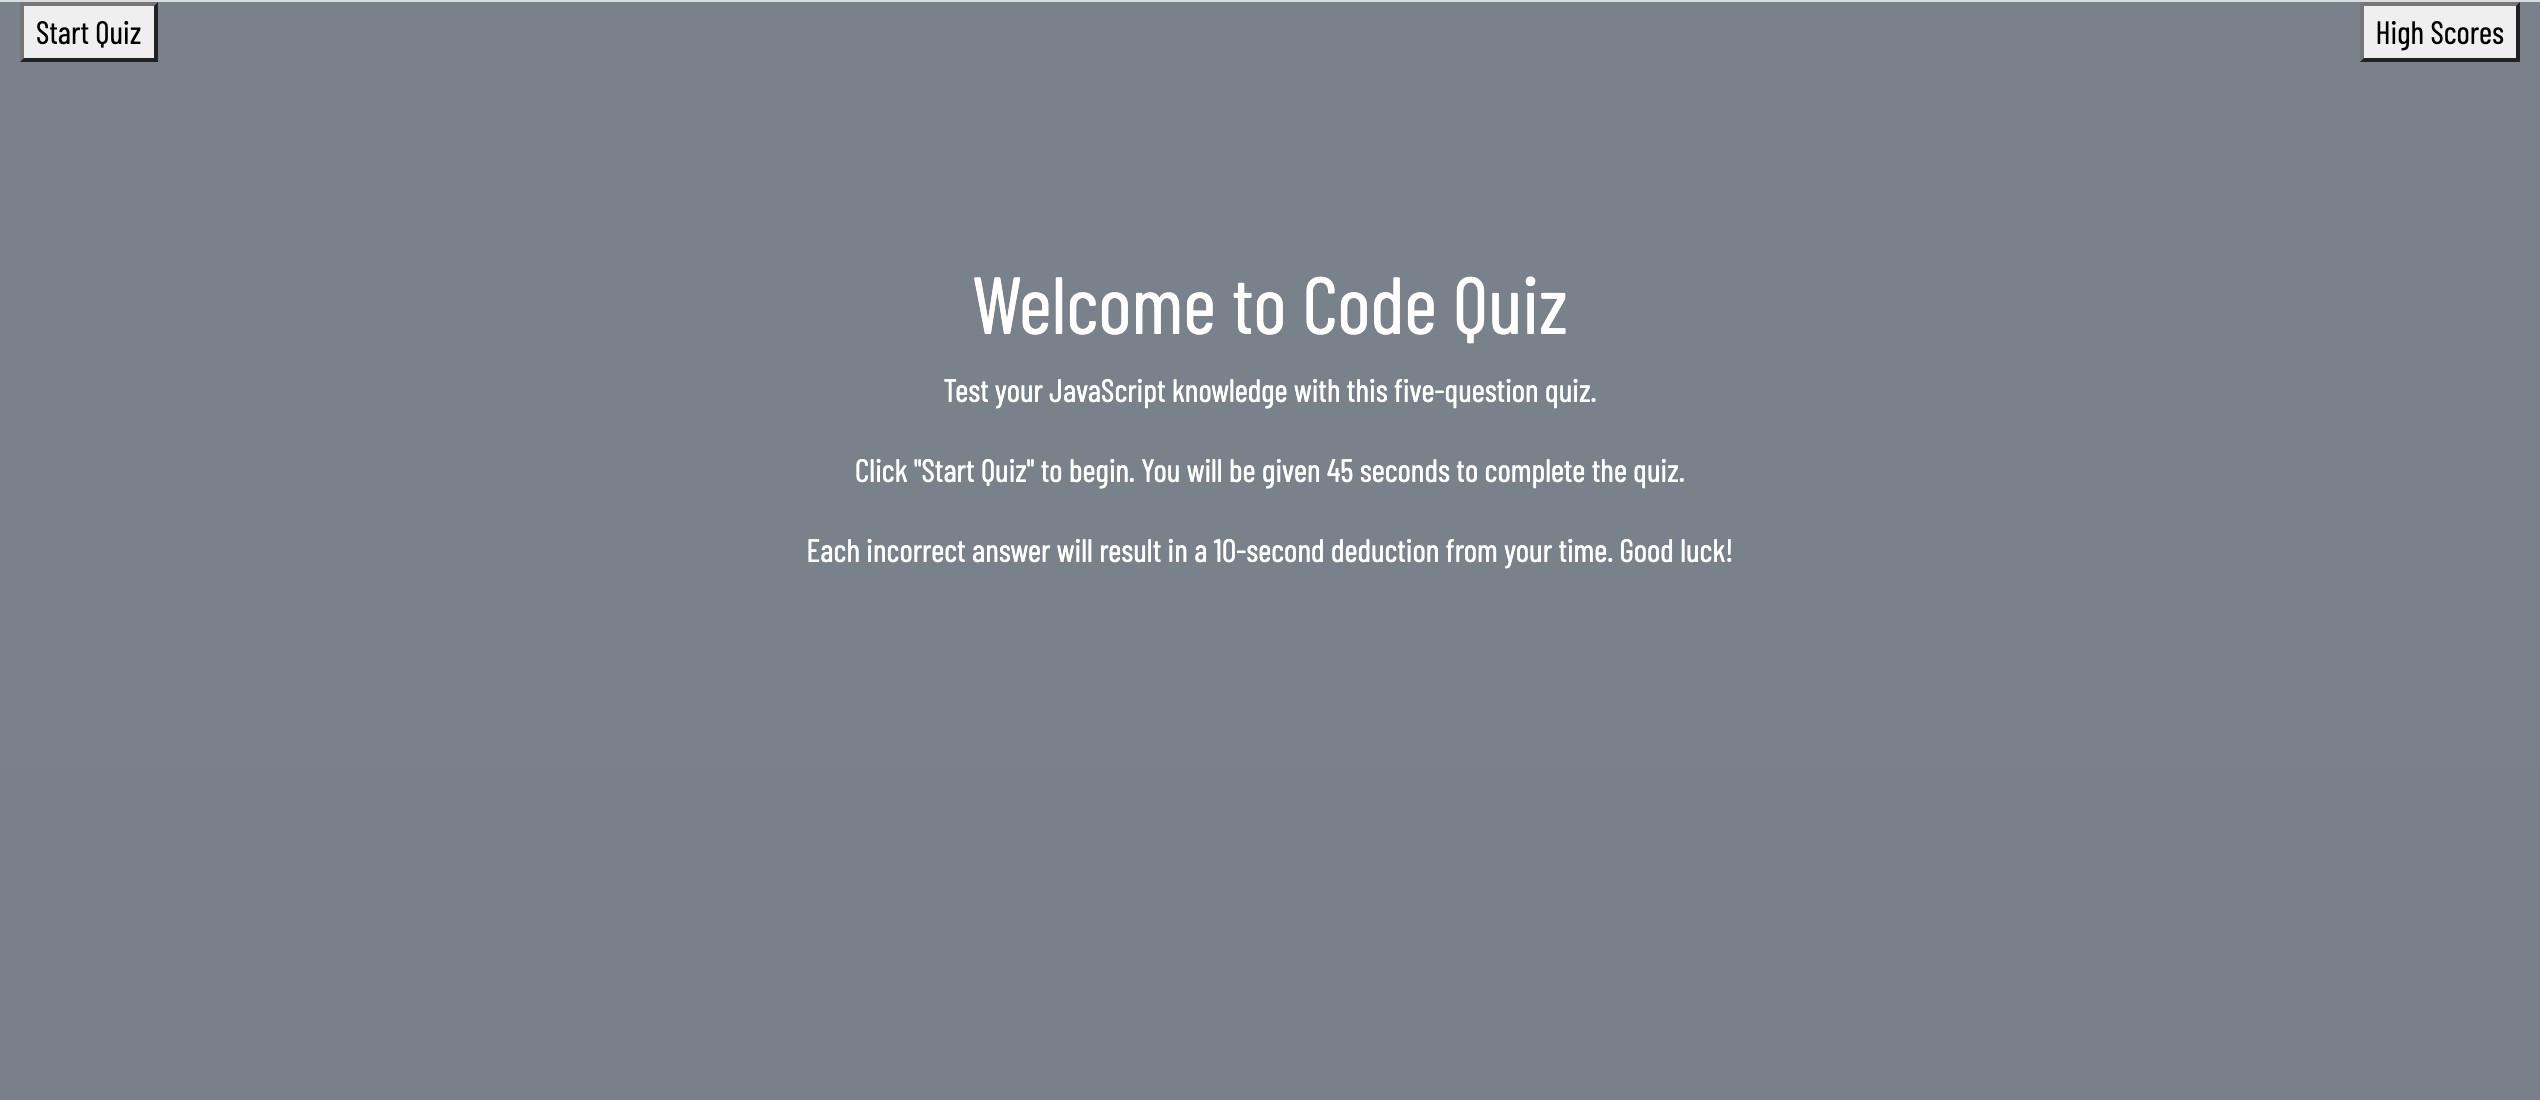 Start Quiz
High Scores
Welcome to Code Quiz
Test your JavaScript knowledge with this five-question quiz.
Click "Start Quiz" to begin. You will be given 45 seconds to complete the quiz.
Each incorrect answer will result in a 10-second deduction from your time. Good luck!